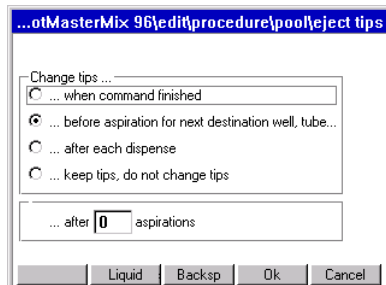 ...otMasterMix 96\edit\procedure\pool\eject tips
Change tips ...
... when command finished
... before aspiration for next destination well, tube...
... after each dispense
... keep tips, do not change tips
... after 0 aspirations
Liquid Backsp Ok Cancel